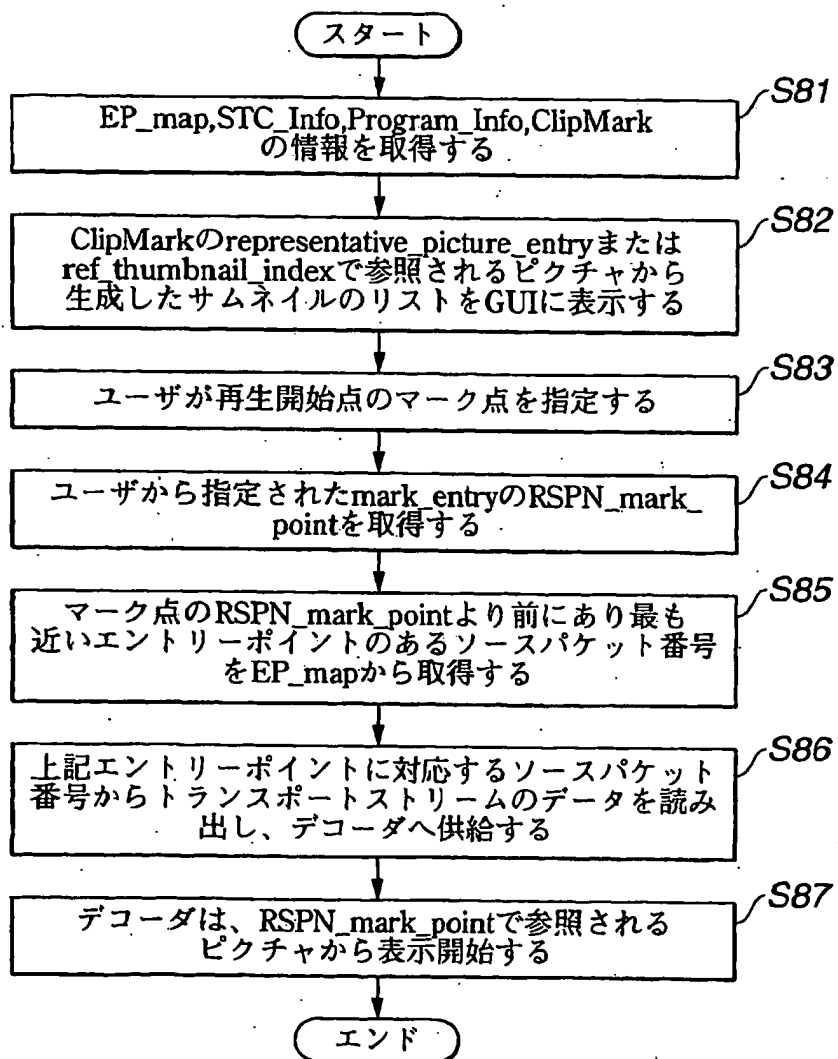 スタート
S81
EP_map,STC_Info,Program_Info,ClipMark
の情報を取得する
S82
ClipMarkのrepresentative_picture_entryまたは
ref_thumbnail_indexで参照されるピクチャから
生成したサムネイルのリストをGUIに表示する
S83
ユーザが再生開始点のマーク点を指定する
S84
ユーザから指定されたmark_entryのRSPN_mark_
pointを取得する
S85
マーク点のRSPN_mark_pointより前にあり最も
近いエントリーポイントのあるソースパケット番号
をEP_mapから取得する
S86
上記エントリーポイントに対応するソースパケット
番号からトランスポートストリームのデータを読み
出し、デコーダへ供給する
S87
デコーダは、RSPN_mark_pointで参照される
ピクチャから表示開始する
エンド